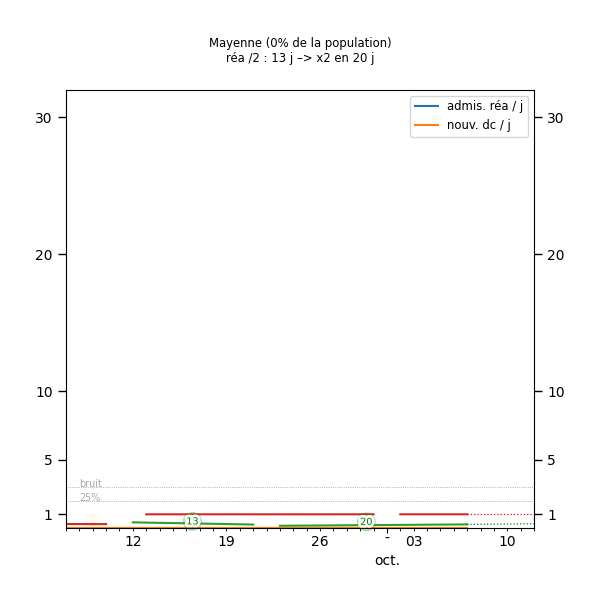 Mayenne (0% de la population)
réa /2 : 13 j –> x2 en 20 j
admis. réa / j
nouv. dc / j
30 30
20 20
10 10
5 5
bruit
25%
1 13 20 1
12 19 26 - 03 10
oct.